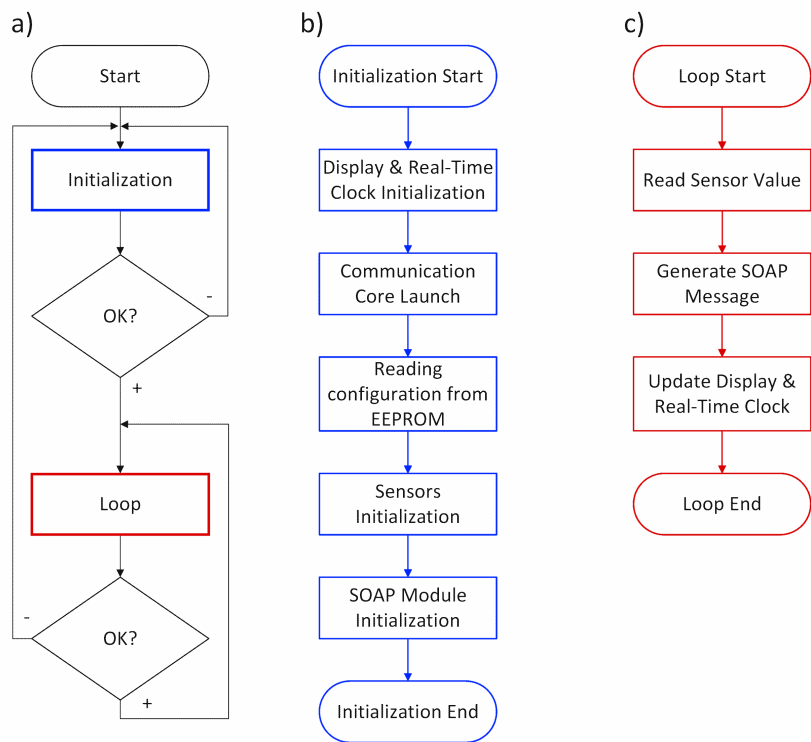 a)
Start
Initialization
OK?
-
+
Loop
OK?
-
+
b)
Initialization Start
Display & Real-Time
Clock Initialization
Communication
Core Launch
Reading
configuration from
EEPROM
Sensors
Initialization
SOAP Module
Initialization
Initialization End
c)
Loop Start
Read Sensor Value
Generate SOAP
Message
Update Display &
Real-Time Clock
Loop End